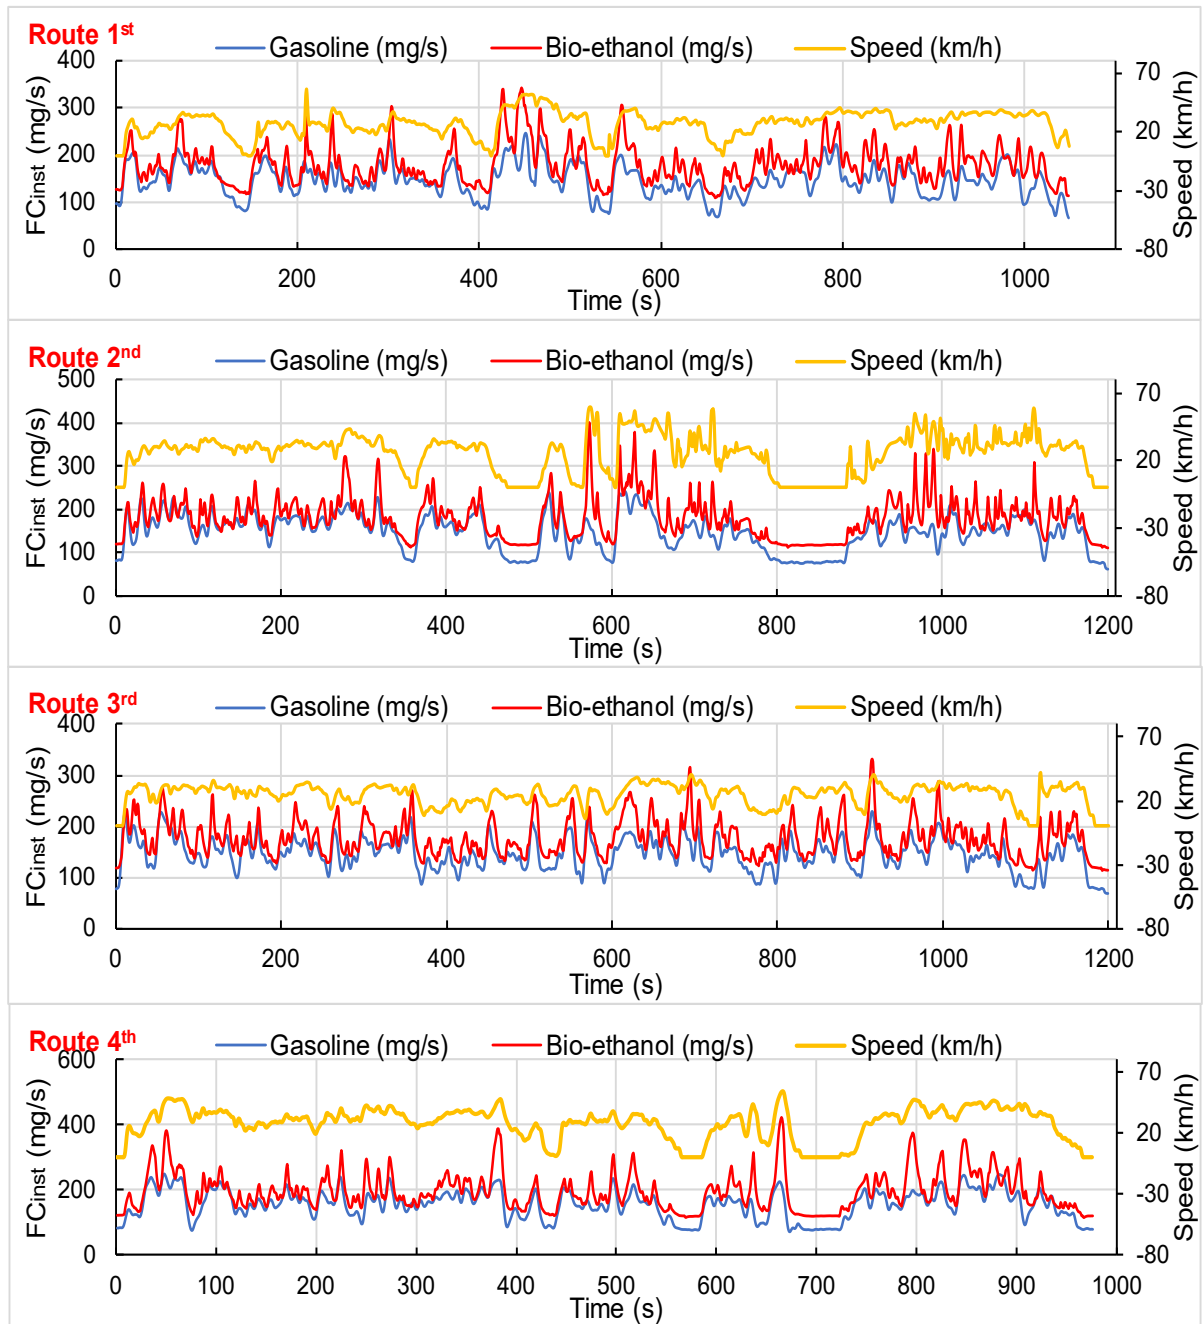 Route 1st
Gasoline (mg/s) Bio-ethanol (mg/s) Speed (km/h)
FCinst (mg/s)
400
300
200
100
0
70
20
-30
-80
Speed (km/h)
0 200 400 600 800 1000
Time (s)
Route 2nd
Gasoline (mg/s) Bio-ethanol (mg/s) Speed (km/h)
FCinst (mg/s)
500
400
300
200
100
0
70
20
-30
-80
Speed (km/h)
0 200 400 600 800 1000 1200
Time (s)
Route 3rd
Gasoline (mg/s) Bio-ethanol (mg/s) Speed (km/h)
FCinst (mg/s)
400
300
200
100
0
70
20
-30
-80
Speed (km/h)
0 200 400 600 800 1000 1200
Time (s)
Route 4th
Gasoline (mg/s) Bio-ethanol (mg/s) Speed (km/h)
FCinst (mg/s)
600
400
200
0
70
20
-30
-80
Speed (km/h)
0 100 200 300 400 500 600 700 800 900 1000
Time (s)